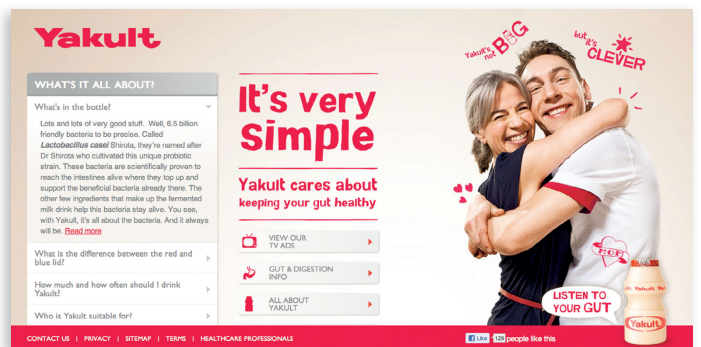 Yakult
WHAT'S IT ALL ABOUT?
What's in the bottle?
Lots and lots of very good stuff. Well, 6.5 billion
friendly bacteria to be precise. Called
Lactobacillus casei Shirota, they're named after
Dr Shirota who cultivated this unique probiotic
strain. These bacteria are scientifically proven to
reach the intestines alive where they top up and
support the beneficial bacteria already there. The
other few ingredients that make up the fermented
milk drink help this bacteria stay alive. You see,
with Yakult, it's all about the bacteria. And it always
will be. Read more
What is the difference between the red and
blue lid?
How much and how often should I drink
Yakult?
Who is Yakult suitable for?
It's very
simple
Yakult cares about
keeping your gut healthy
VIEW OUR
TV ADS
GUT & DIGESTION
INFO
ALL ABOUT
YAKULT
Yakult's
not BIG
but it's
CLEVER
MOM
LISTEN TO
YOUR GUT
Yakult
CONTACT US | PRIVACY | SITEMAP | TERMS | HEALTHCARE PROFESSIONALS
Like 129 people like this